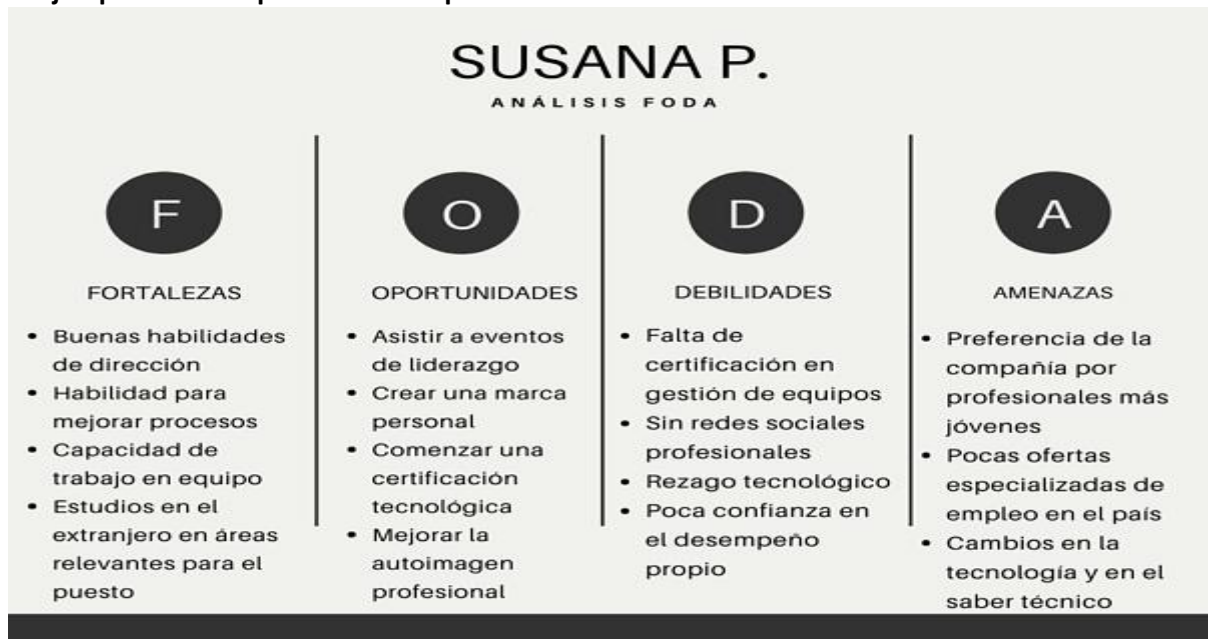 SUSANA P.
ANÁLISIS FODA
F
FORTALEZAS
• Buenas habilidades
de dirección
• Habilidad para
mejorar procesos
• Capacidad de
trabajo en equipo
• Estudios en el
extranjero en áreas
relevantes para el
puesto
O
OPORTUNIDADES
• Asistir a eventos
de liderazgo
• Crear una marca
personal
• Comenzar una
certificación
tecnológica
• Mejorar la
autoimagen
profesional
D
DEBILIDADES
• Falta de
certificación en
gestión de equipos
• Sin redes sociales
profesionales
• Rezago tecnológico
• Poca confianza en
el desempeño
propio
A
AMENAZAS
• Preferencia de la
compañía por
profesionales más
jóvenes
• Pocas ofertas
especializadas de
empleo en el país
• Cambios en la
tecnología y en el
saber técnico